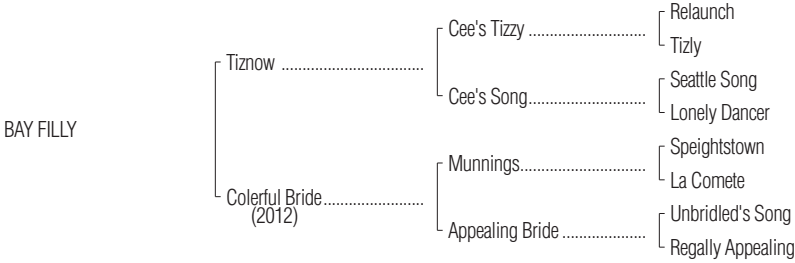 Relaunch
Cee's Tizzy ..............................
Tizly
Tiznow ....................................
Seattle Song
Cee's Song..............................
Lonely Dancer
BAY FILLY
Speightstown
Munnings................................
La Comete
Colerful Bride.........................
(2012)
Unbridled's Song
Appealing Bride .....................
Regally Appealing